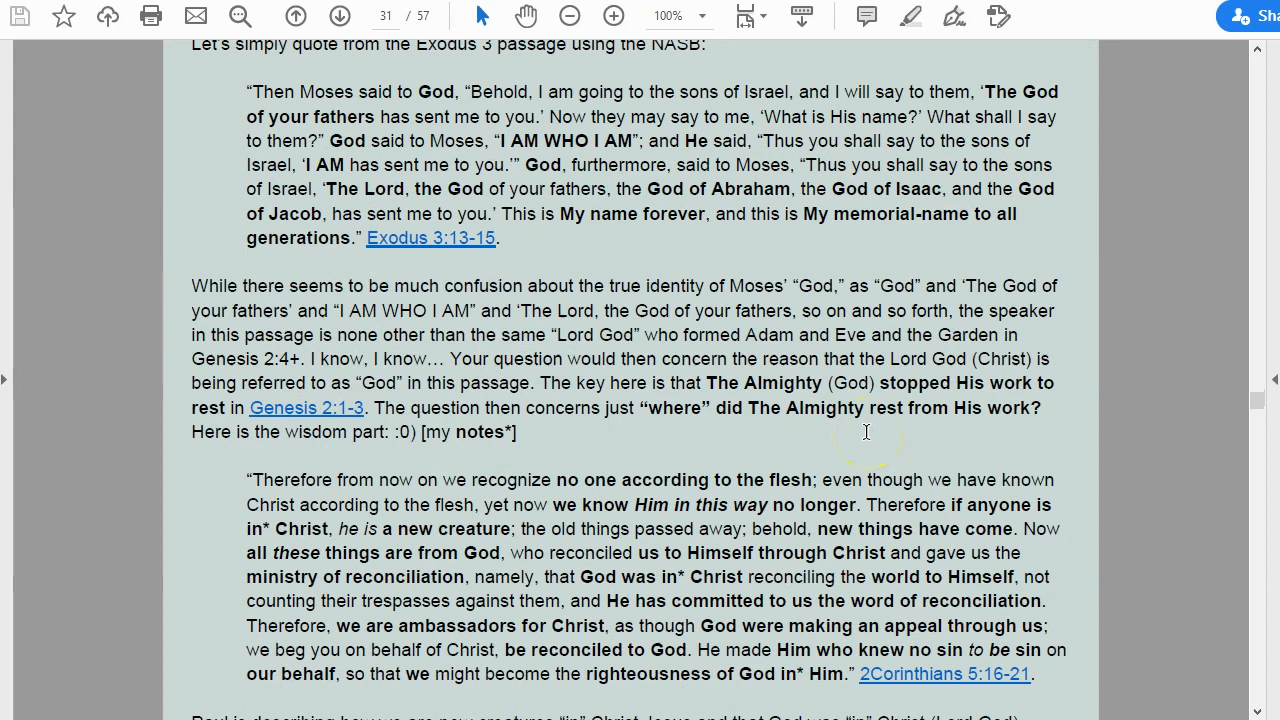 31 / 57 100% Sha
Let's simply quote from the Exodus 3 passage using the NASB:
“Then Moses said to God, “Behold, I am going to the sons of Israel, and I will say to them, ‘The God
of your fathers has sent me to you.’ Now they may say to me, ‘What is His name?’ What shall I say
to them?” God said to Moses, “I AM WHO I AM”; and He said, “Thus you shall say to the sons of
Israel, ‘I AM has sent me to you.’” God, furthermore, said to Moses, “Thus you shall say to the sons
of Israel, ‘The Lord, the God of your fathers, the God of Abraham, the God of Isaac, and the God
of Jacob, has sent me to you.’ This is My name forever, and this is My memorial-name to all
generations.” Exodus 3:13-15.
While there seems to be much confusion about the true identity of Moses’ “God,” as “God” and ‘The God of
your fathers’ and “I AM WHO I AM” and ‘The Lord, the God of your fathers, so on and so forth, the speaker
in this passage is none other than the same “Lord God” who formed Adam and Eve and the Garden in
Genesis 2:4+. I know, I know… Your question would then concern the reason that the Lord God (Christ) is
being referred to as “God” in this passage. The key here is that The Almighty (God) stopped His work to
rest in Genesis 2:1-3. The question then concerns just “where” did The Almighty rest from His work?
Here is the wisdom part: :0) [my notes*]
“Therefore from now on we recognize no one according to the flesh; even though we have known
Christ according to the flesh, yet now we know Him in this way no longer. Therefore if anyone is
in* Christ, he is a new creature; the old things passed away; behold, new things have come. Now
all these things are from God, who reconciled us to Himself through Christ and gave us the
ministry of reconciliation, namely, that God was in* Christ reconciling the world to Himself, not
counting their trespasses against them, and He has committed to us the word of reconciliation.
Therefore, we are ambassadors for Christ, as though God were making an appeal through us;
we beg you on behalf of Christ, be reconciled to God. He made Him who knew no sin to be sin on
our behalf, so that we might become the righteousness of God in* Him.” 2Corinthians 5:16-21.
Paul is describing how we are new creatures “in” Christ Jesus and that God was “in” Christ (Lord God)